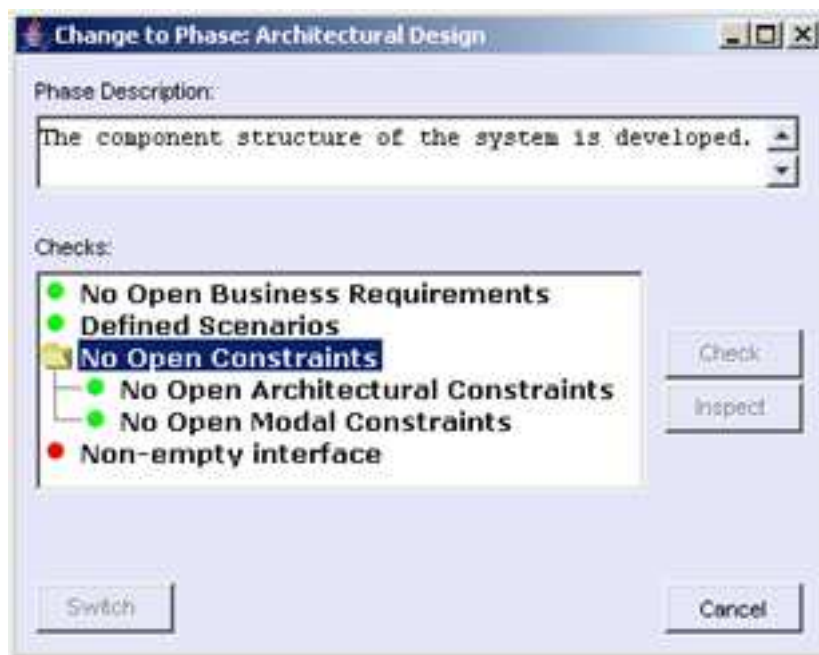 Change to Phase: Architectural Design
Phase Description:
The component structure of the system is developed.
Checks:
No Open Business Requirements
Defined Scenarios
No Open Constraints
No Open Architectural Constraints
No Open Modal Constraints
Non-empty interface
Check
Inspect
Switch
Cancel